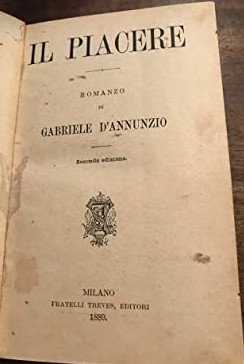 IL PIACERE
ROMANZO
DI
GABRIELE D'ANNUNZIO
Seconda edizione.
MILANO
FRATELLI TREVES, EDITORI
1889.